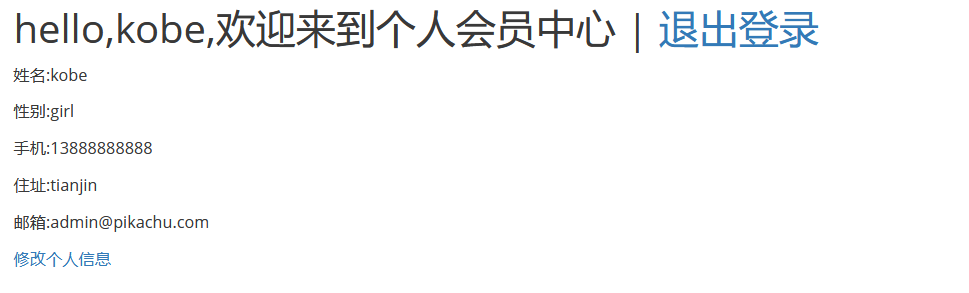 hello,kobe,欢迎来到个人会员中心 | 退出登录
姓名:kobe
性别:girl
手机:13888888888
住址:tianjin
邮箱:admin@pikachu.com
修改个人信息